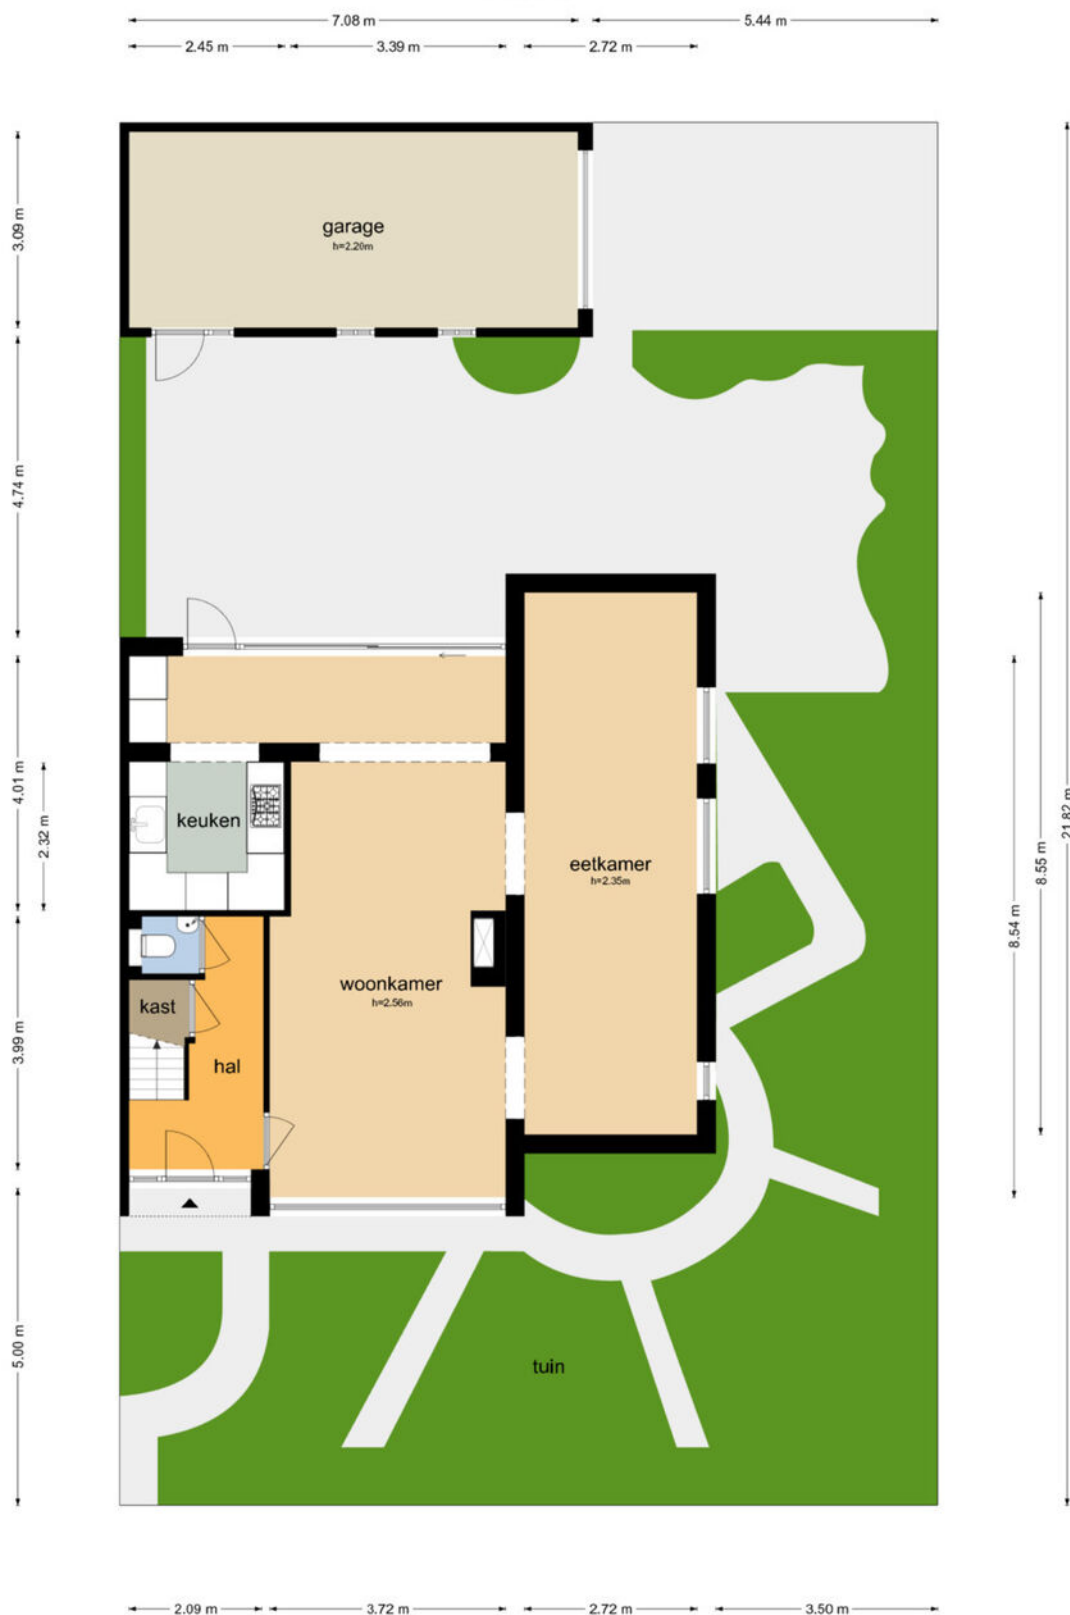 7.08 m
5.44 m
2.45 m
3.39 m
2.72 m
garage
h=2.20m
3.09 m
4.74 m
4.01 m
2.32 m
3.99 m
5.00 m
keuken
eetkamer
h=2.35m
woonkamer
h=2.56m
kast
hal
tuin
8.54 m
8.55 m
21.82 m
2.09 m
3.72 m
2.72 m
3.50 m